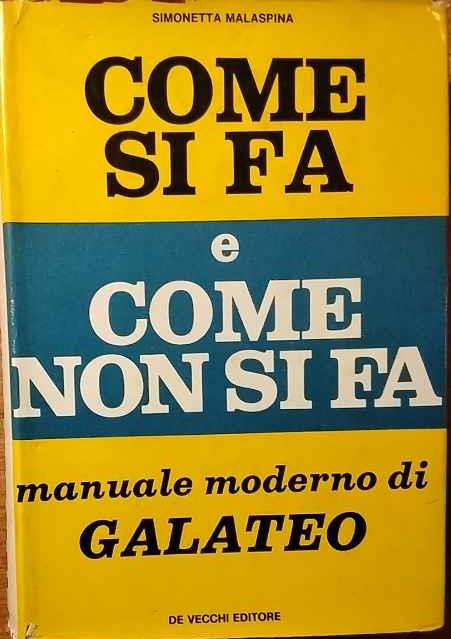 SIMONETTA MALASPINA
COME
SI FA
e
COME
NON SI FA
manuale moderno di
GALATEO
DE VECCHI EDITORE